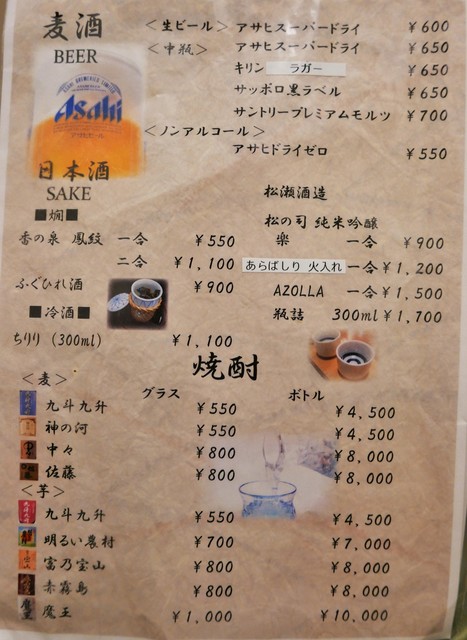 麦酒
BEER
＜生ビール＞ アサヒスーパードライ ￥600
＜中瓶＞ アサヒスーパードライ ￥650
キリン ラガー ￥650
サッポロ黒ラベル ￥650
サントリープレミアムモルツ ￥700
＜ノンアルコール＞
アサヒドライゼロ ￥550
Asahi
アサヒビール
日本酒
SAKE
■燗■
香の泉 鳳紋 一合 ￥550
二合 ￥1,100
ふぐひれ酒 ￥900
■冷酒■
ちりり (300ml) ￥1,100
松瀬酒造
松の司 純米吟醸
楽 一合 ￥900
あらばしり 火入れ 一合 ￥1,200
AZOLLA 一合 ￥1,500
瓶詰 300ml ￥1,700
焼酎
＜麦＞
グラス ボトル
九斗九升 ￥550 ￥4,500
神の河 ￥550 ￥4,500
中々 ￥800 ￥8,000
佐藤 ￥800 ￥8,000
＜芋＞
九斗九升 ￥550 ￥4,500
明るい農村 ￥700 ￥7,000
富乃宝山 ￥800 ￥8,000
赤霧島 ￥800 ￥8,000
魔王 ￥1,000 ￥10,000